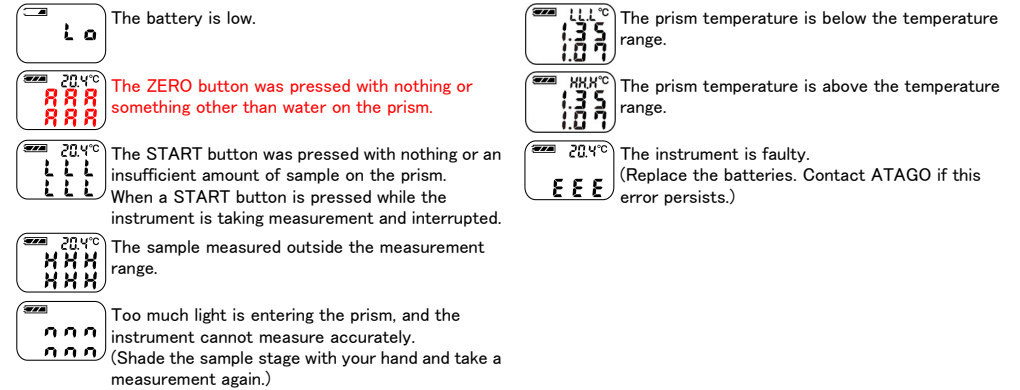 Lo
The battery is low.
20.4℃
AAA
AAA
The ZERO button was pressed with nothing or
something other than water on the prism.
20.4℃
LLL
LLL
The START button was pressed with nothing or an
insufficient amount of sample on the prism.
When a START button is pressed while the
instrument is taking measurement and interrupted.
20.4℃
HHH
HHH
The sample measured outside the measurement
range.
nnn
nnn
Too much light is entering the prism, and the
instrument cannot measure accurately.
(Shade the sample stage with your hand and take a
measurement again.)
LL.L℃
1.35
1.07
The prism temperature is below the temperature
range.
HH.H℃
1.35
1.07
The prism temperature is above the temperature
range.
20.4℃
EEE
The instrument is faulty.
(Replace the batteries. Contact ATAGO if this
error persists.)